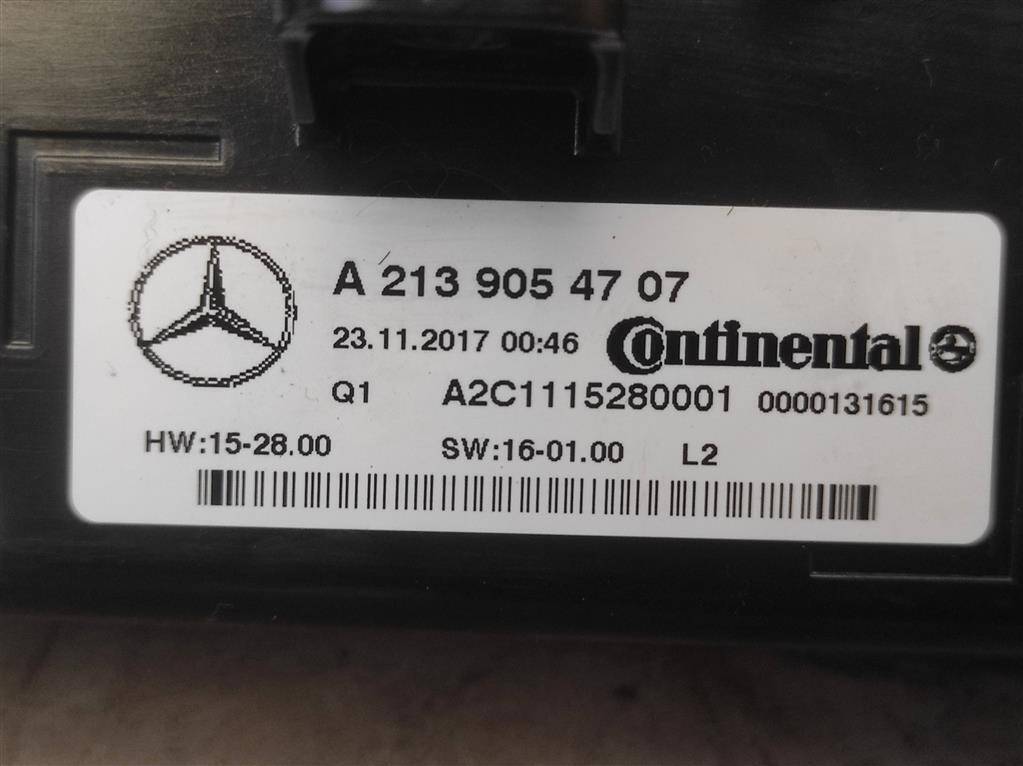 A 213 905 47 07
23.11.2017 00:46 Continental
Q1 A2C1115280001 0000131615
HW:15-28.00 SW:16-01.00 L2